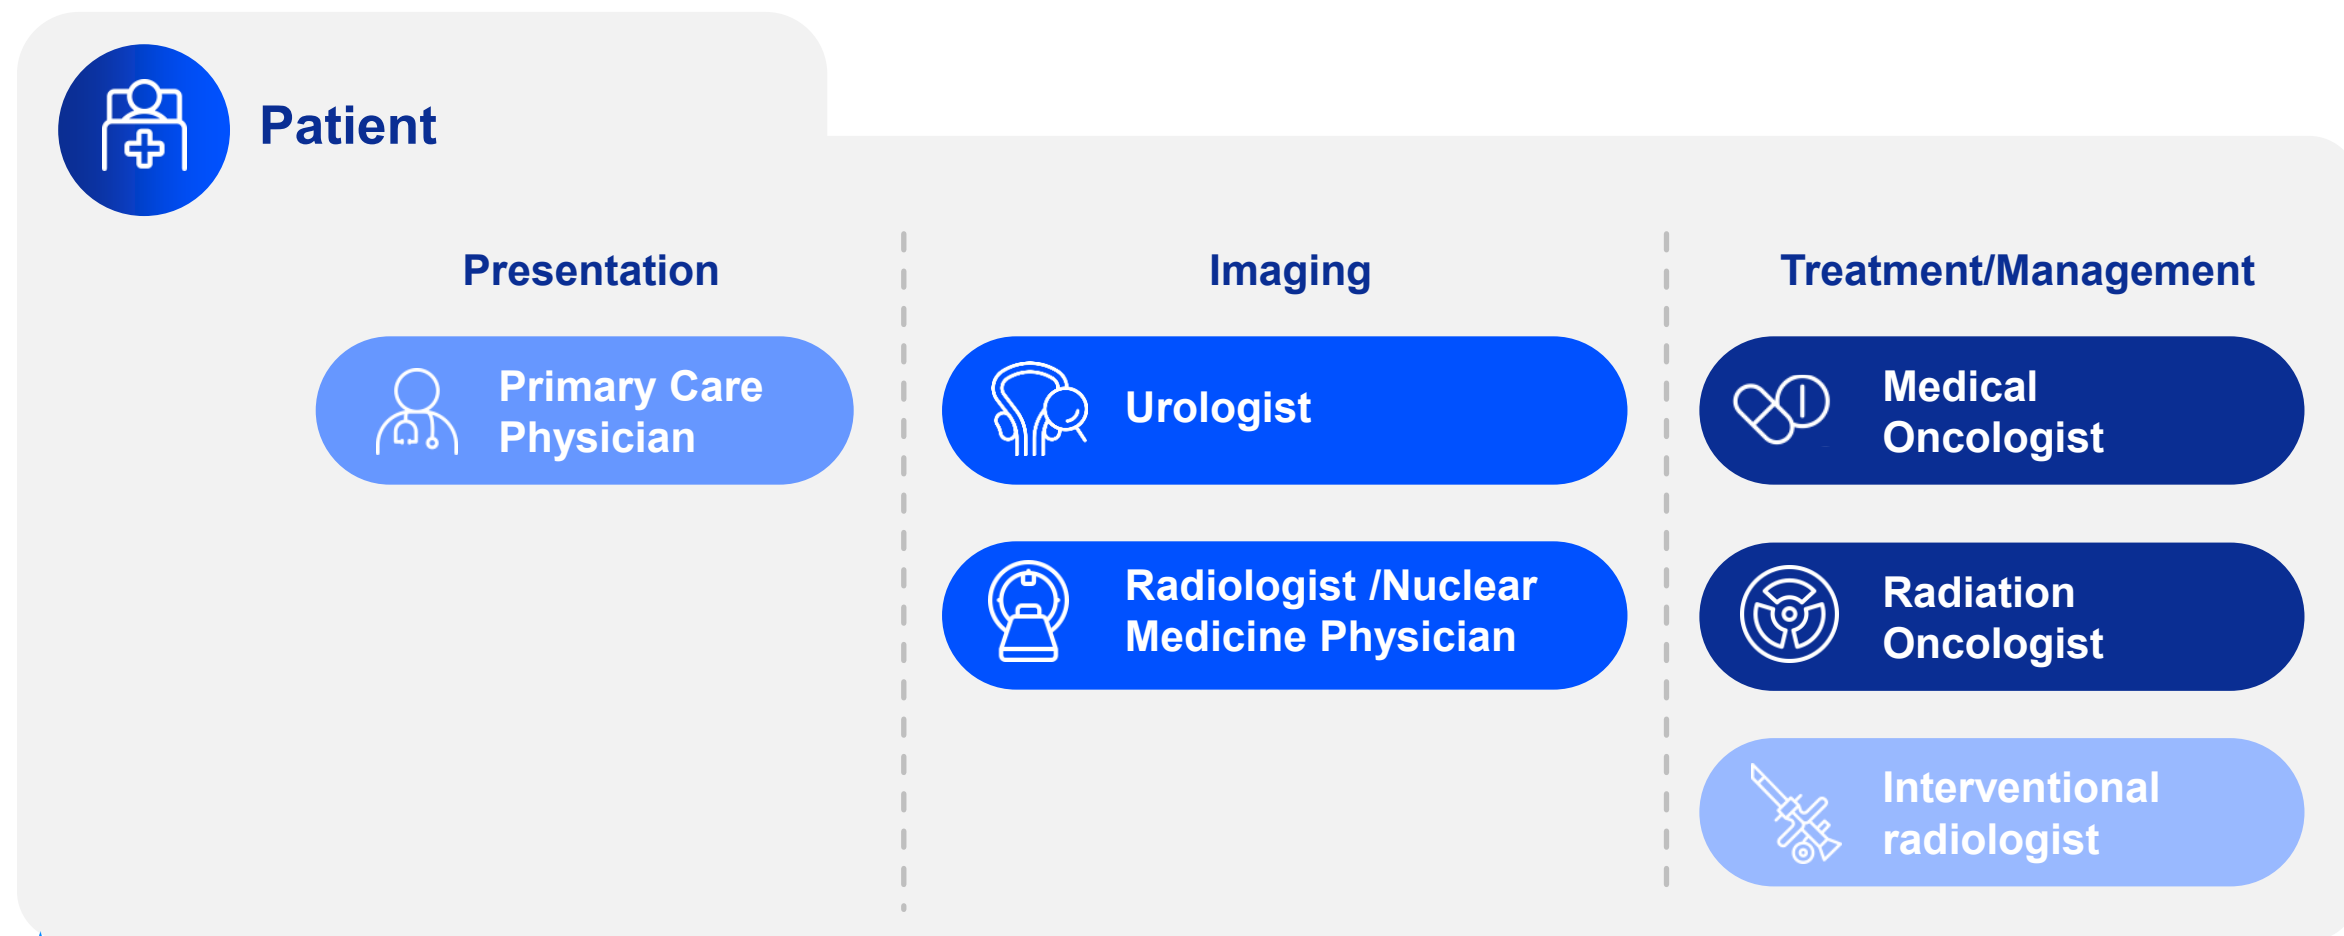 Patient
Presentation
Primary Care
Physician
Imaging
Urologist
Radiologist /Nuclear
Medicine Physician
Treatment/Management
Medical
Oncologist
Radiation
Oncologist
Interventional
radiologist